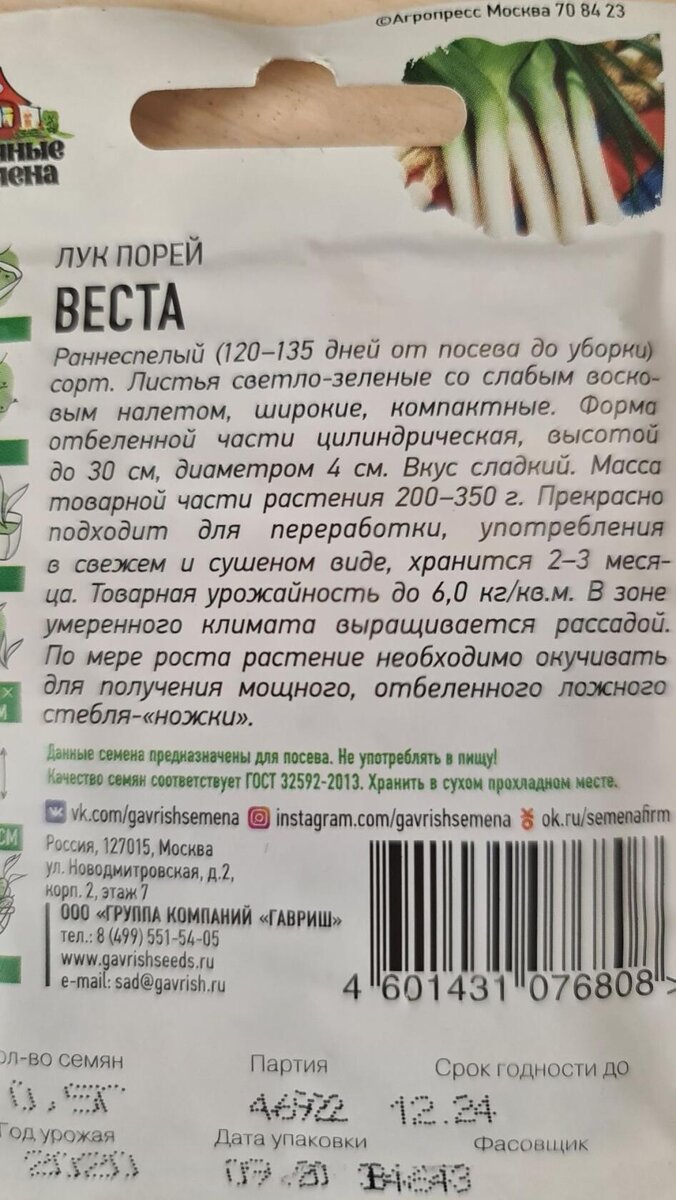 ©Агропресс Москва 70 84 23
ЛУК ПОРЕЙ
ВЕСТА
Раннеспелый (120–135 дней от посева до уборки)
сорт. Листья светло-зеленые со слабым воско-
вым налетом, широкие, компактные. Форма
отбеленной части цилиндрическая, высотой
до 30 см, диаметром 4 см. Вкус сладкий. Масса
товарной части растения 200–350 г. Прекрасно
подходит для переработки, употребления
в свежем и сушеном виде, хранится 2–3 меся-
ца. Товарная урожайность до 6,0 кг/кв.м. В зоне
умеренного климата выращивается рассадой.
По мере роста растение необходимо окучивать
для получения мощного, отбеленного ложного
стебля-«ножки».
Данные семена предназначены для посева. Не употреблять в пищу!
Качество семян соответствует ГОСТ 32592-2013. Хранить в сухом прохладном месте.
vk.com/gavrishsemena instagram.com/gavrishsemena ok.ru/semenafirm
Россия, 127015, Москва
ул. Новодмитровская, д.2,
корп. 2, этаж 7
ООО «ГРУППА КОМПАНИЙ «ГАВРИШ»
тел.: 8 (499) 551-54-05
www.gavrishseeds.ru
e-mail: sad@gavrish.ru
4 601431 076808 >
ол-во семян Партия Срок годности до
0,5Г 12.24
Год урожая Дата упаковки Фасовщик